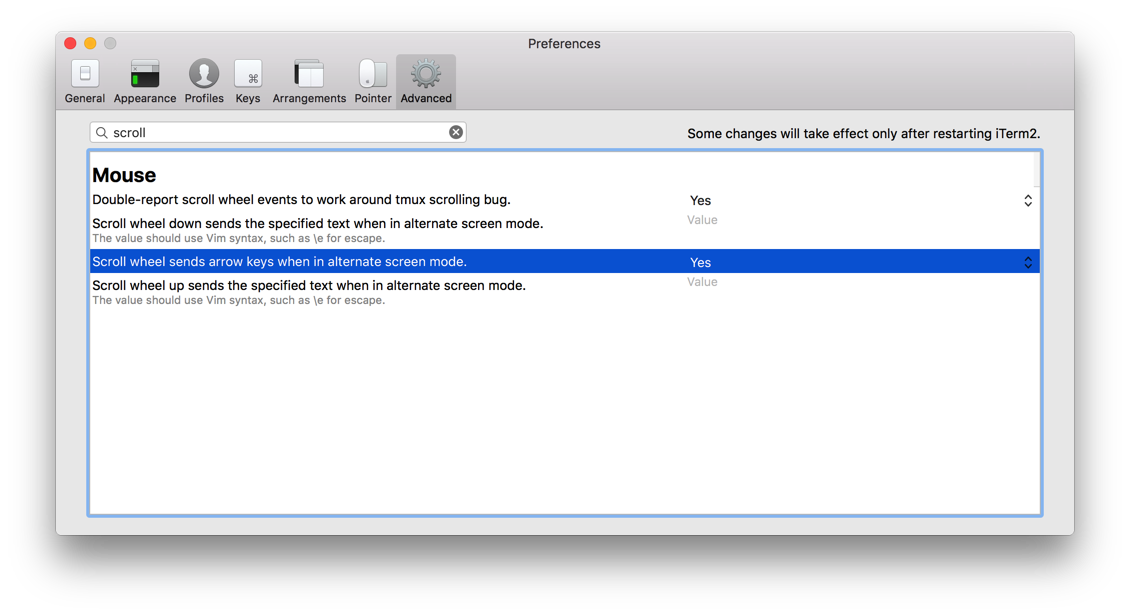 Preferences
General Appearance Profiles Keys Arrangements Pointer Advanced
scroll
Some changes will take effect only after restarting iTerm2.
Mouse
Double-report scroll wheel events to work around tmux scrolling bug. Yes
Scroll wheel down sends the specified text when in alternate screen mode. Value
The value should use Vim syntax, such as \e for escape.
Scroll wheel sends arrow keys when in alternate screen mode. Yes
Scroll wheel up sends the specified text when in alternate screen mode. Value
The value should use Vim syntax, such as \e for escape.